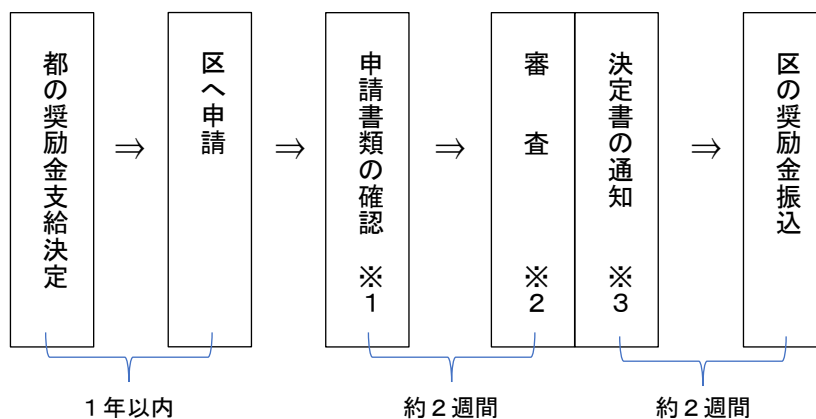 都の奨励金支給決定
⇒
区へ申請
⇒
申請書類の確認 ※1
⇒
審査 ※2
決定書の通知 ※3
⇒
区の奨励金振込
1年以内
約2週間
約2週間